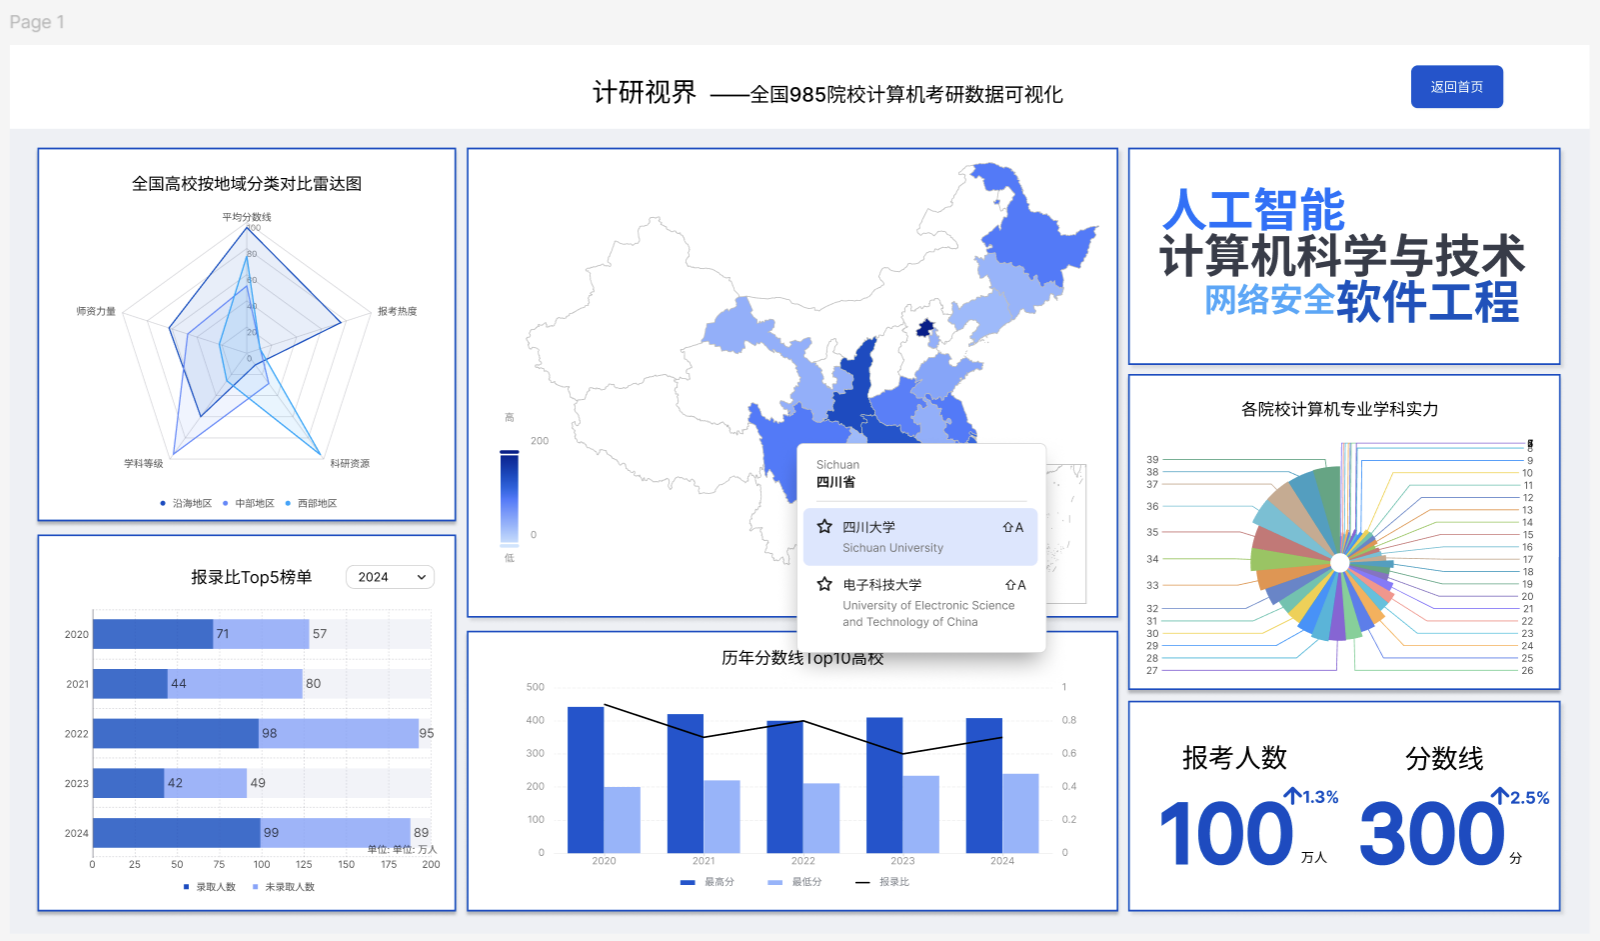 Page 1
计研视界 ——全国985院校计算机考研数据可视化
返回首页
全国高校按地域分类对比雷达图
平均分数线
100
80
60
40
20
0
师资力量
报考热度
学科等级
科研资源
沿海地区 中部地区 西部地区
报录比Top5榜单
2024
2020 71 57
2021 44 80
2022 98 95
2023 42 49
2024 99 89
单位: 单位: 万人
0 25 50 75 100 125 150 175 200
录取人数 未录取人数
高
200
0
低
Sichuan
四川省
四川大学 A
Sichuan University
电子科技大学 A
University of Electronic Science
and Technology of China
历年分数线Top10高校
500 1
400 0.8
300 0.6
200 0.4
100 0.2
0 0
2020 2021 2022 2023 2024
最高分 最低分 报录比
人工智能
计算机科学与技术
网络安全 软件工程
各院校计算机专业学科实力
39
38
37
36
35
34
33
32
31
30
29
28
27
8
9
10
11
12
13
14
15
16
17
18
19
20
21
22
23
24
25
26
报考人数
100
1.3%
万人
分数线
300
2.5%
分